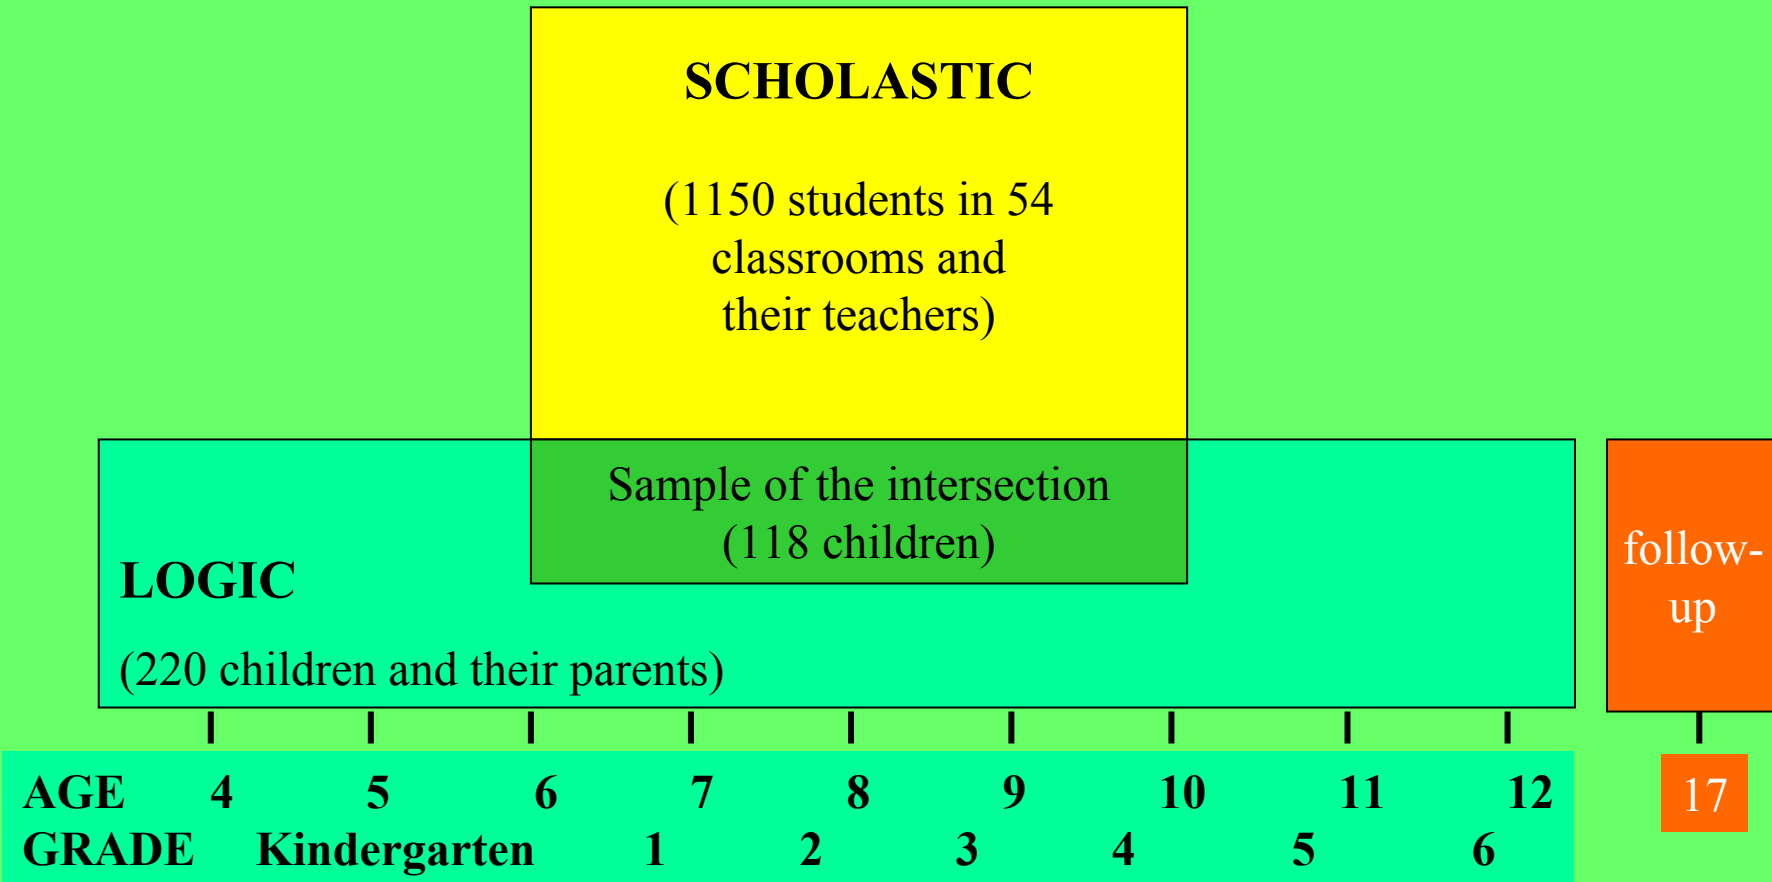 SCHOLASTIC
(1150 students in 54
classrooms and
their teachers)
Sample of the intersection
(118 children)
LOGIC
(220 children and their parents)
follow-
up
AGE 4 5 6 7 8 9 10 11 12 17
GRADE Kindergarten 1 2 3 4 5 6